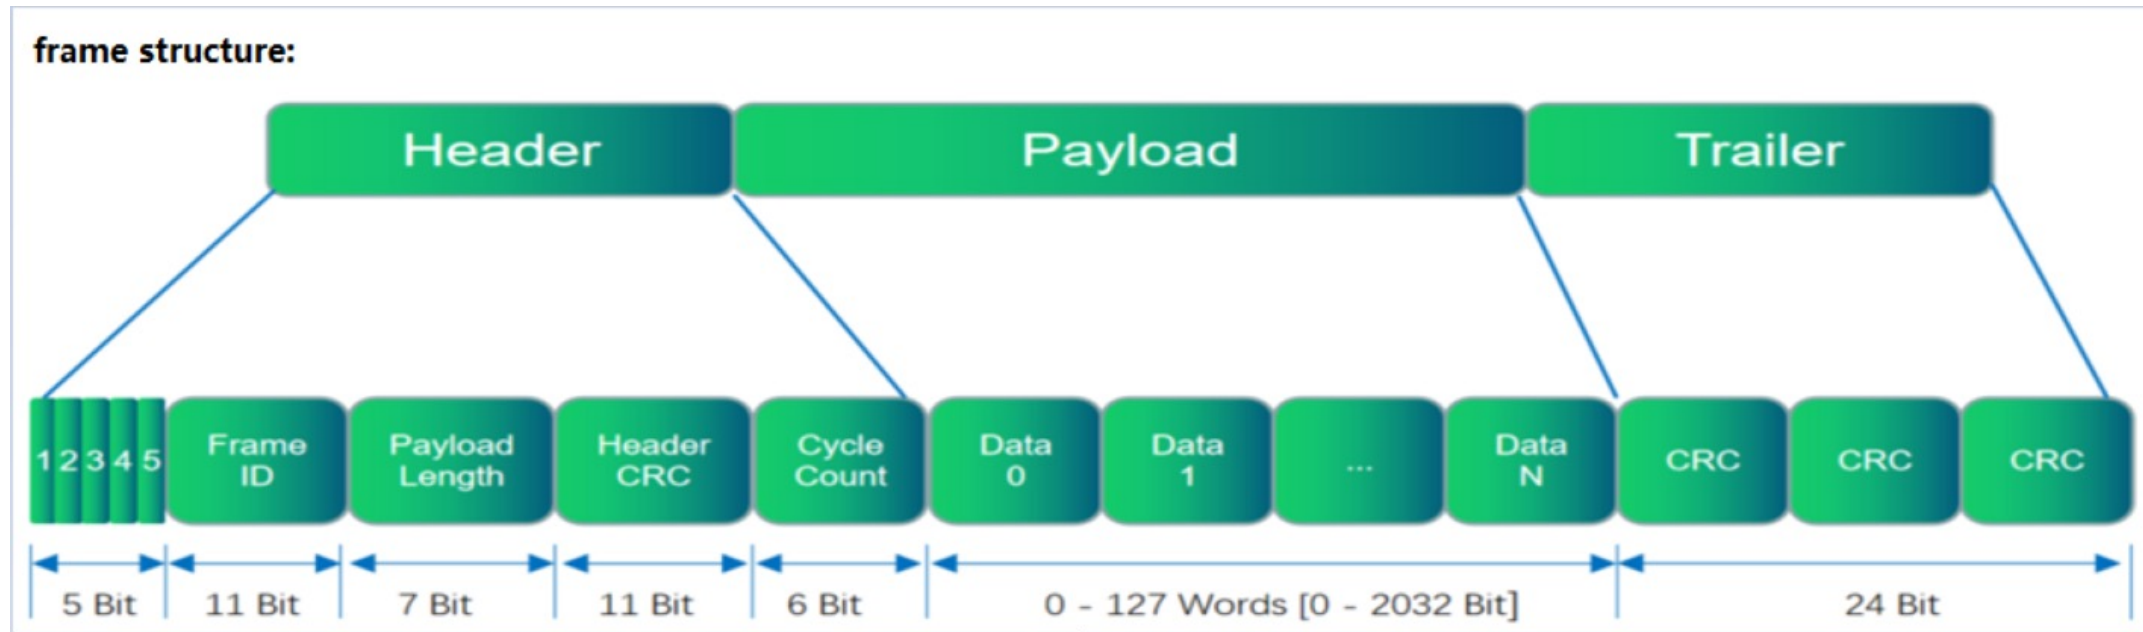 frame structure:
Header Payload Trailer
1 2 3 4 5
Frame
ID
Payload
Length
Header
CRC
Cycle
Count
Data
0
Data
1
...
Data
N
CRC
CRC
CRC
5 Bit 11 Bit 7 Bit 11 Bit 6 Bit 0 - 127 Words [0 - 2032 Bit] 24 Bit